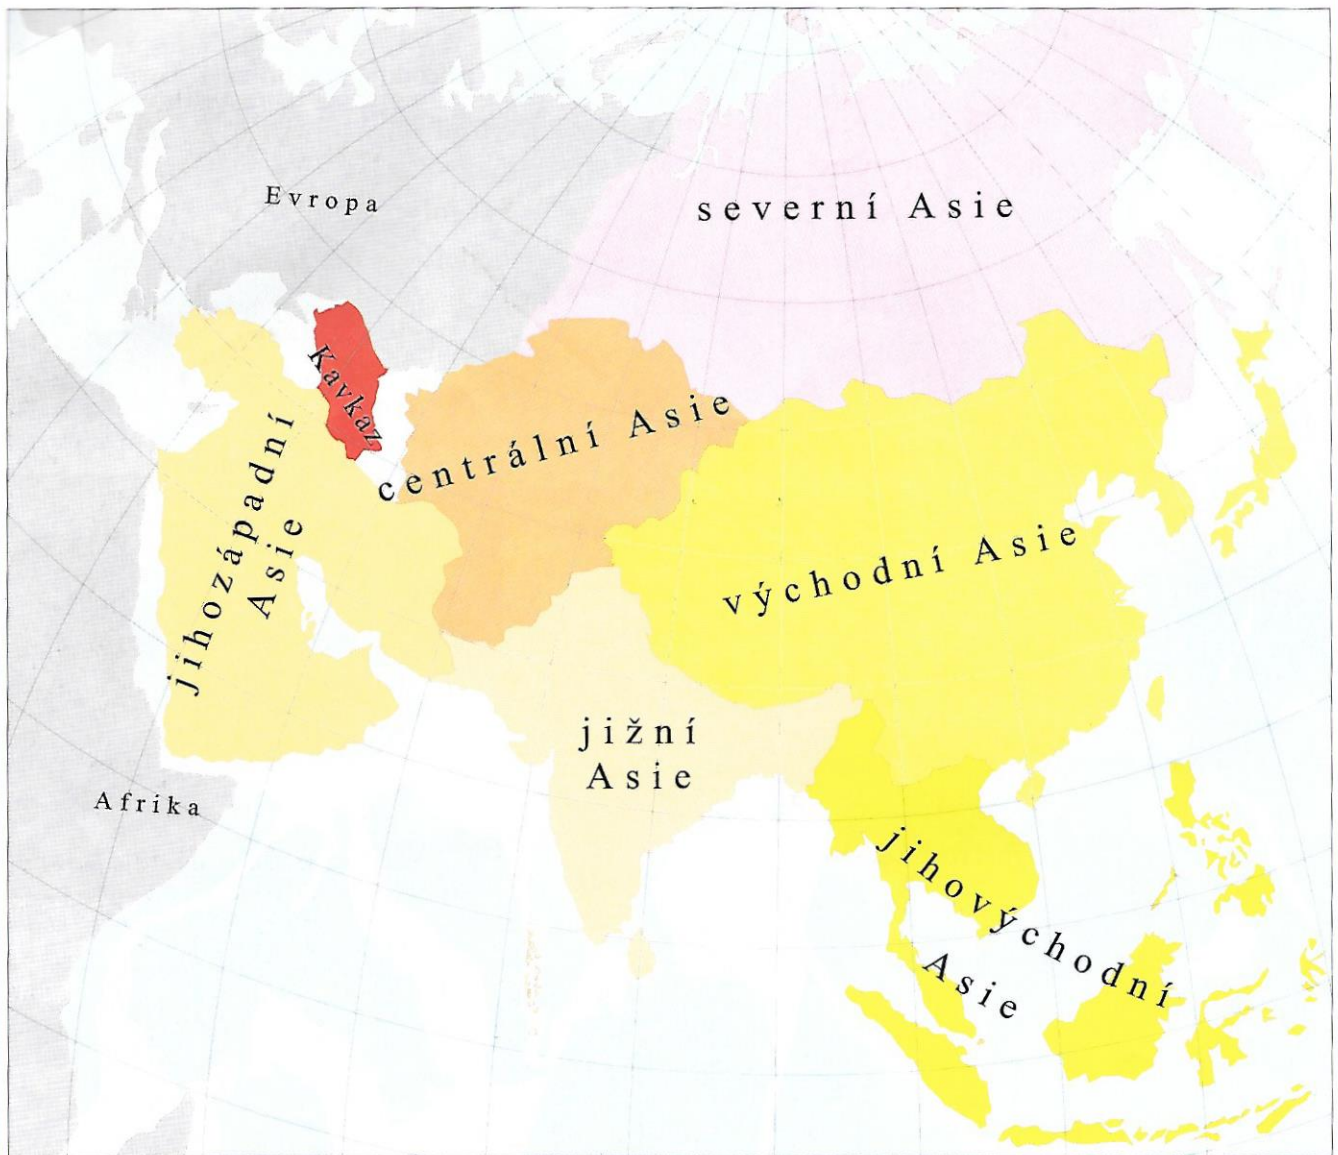 Evropa
severní Asie
Kavkaz
centrální Asie
jihozápadní
Asie
východní Asie
jižní
Asie
Afrika
jihovýchodní
Asie